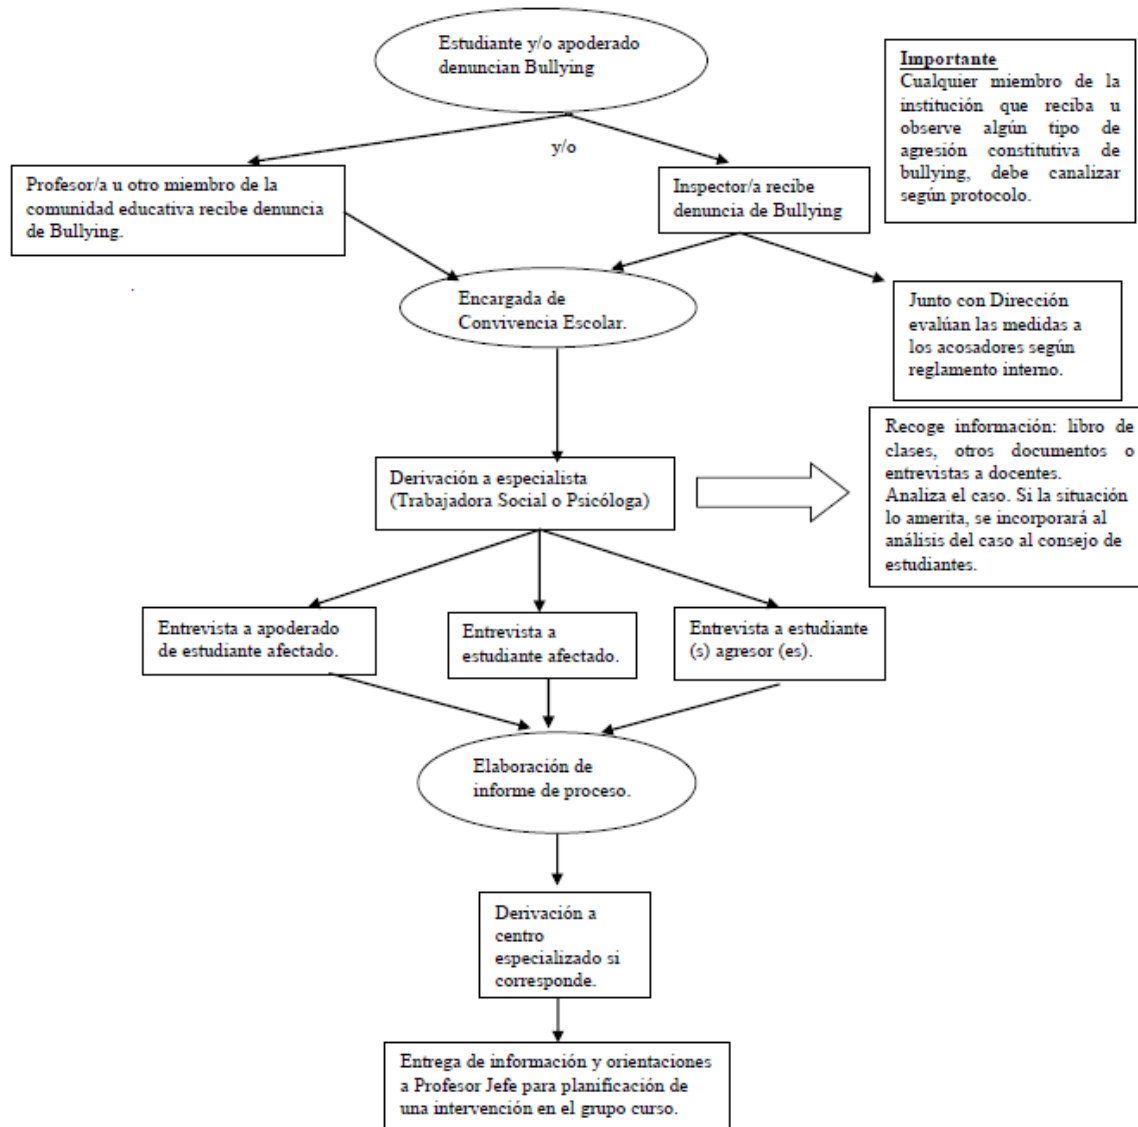 Estudiante y/o apoderado
denuncian Bullying
Importante
Cualquier miembro de la
institución que reciba u
observe algún tipo de
agresión constitutiva de
bullying, debe canalizar
según protocolo.
y/o
Profesor/a u otro miembro de la
comunidad educativa recibe denuncia
de Bullying.
Inspector/a recibe
denuncia de Bullying
Encargada de
Convivencia Escolar.
Junto con Dirección
evalúan las medidas a
los acosadores según
reglamento interno.
Derivación a especialista
(Trabajadora Social o Psicóloga)
Recoge información: libro de
clases, otros documentos o
entrevistas a docentes.
Analiza el caso. Si la situación
lo amerita, se incorporará al
análisis del caso al consejo de
estudiantes.
Entrevista a apoderado
de estudiante afectado.
Entrevista a
estudiante afectado.
Entrevista a estudiante
(s) agresor (es).
Elaboración de
informe de proceso.
Derivación a
centro
especializado si
corresponde.
Entrega de información y orientaciones
a Profesor Jefe para planificación de
una intervención en el grupo curso.